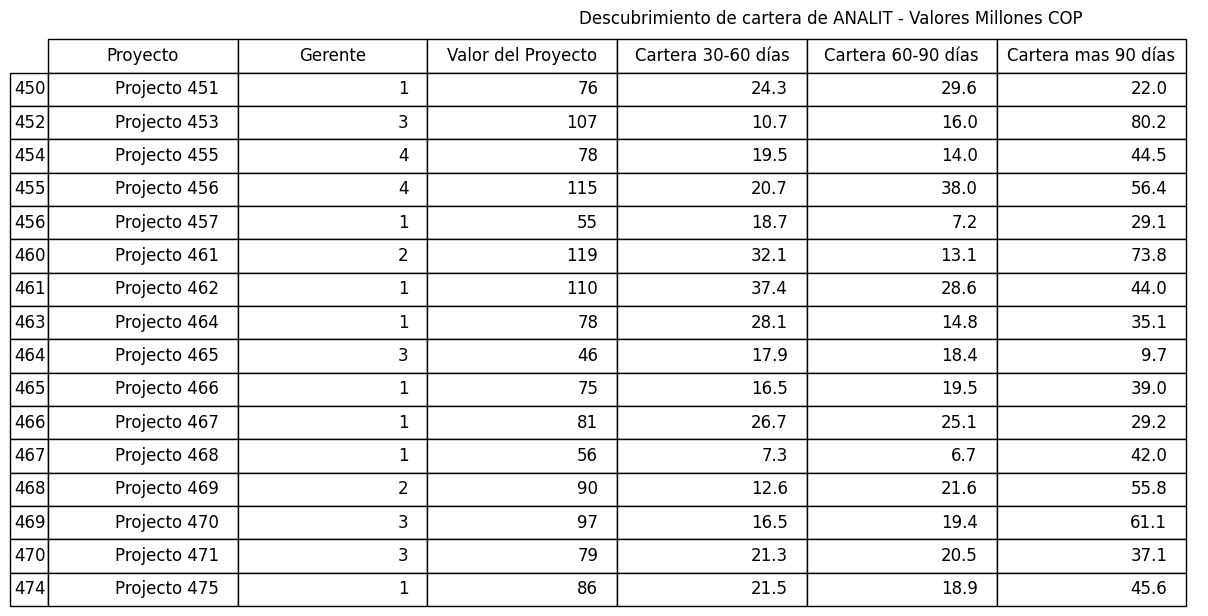 Descubrimiento de cartera de ANALIT - Valores Millones COP
Proyecto Gerente Valor del Proyecto Cartera 30-60 días Cartera 60-90 días Cartera mas 90 días
450 Projecto 451 1 76 24.3 29.6 22.0
452 Projecto 453 3 107 10.7 16.0 80.2
454 Projecto 455 4 78 19.5 14.0 44.5
455 Projecto 456 4 115 20.7 38.0 56.4
456 Projecto 457 1 55 18.7 7.2 29.1
460 Projecto 461 2 119 32.1 13.1 73.8
461 Projecto 462 1 110 37.4 28.6 44.0
463 Projecto 464 1 78 28.1 14.8 35.1
464 Projecto 465 3 46 17.9 18.4 9.7
465 Projecto 466 1 75 16.5 19.5 39.0
466 Projecto 467 1 81 26.7 25.1 29.2
467 Projecto 468 1 56 7.3 6.7 42.0
468 Projecto 469 2 90 12.6 21.6 55.8
469 Projecto 470 3 97 16.5 19.4 61.1
470 Projecto 471 3 79 21.3 20.5 37.1
474 Projecto 475 1 86 21.5 18.9 45.6